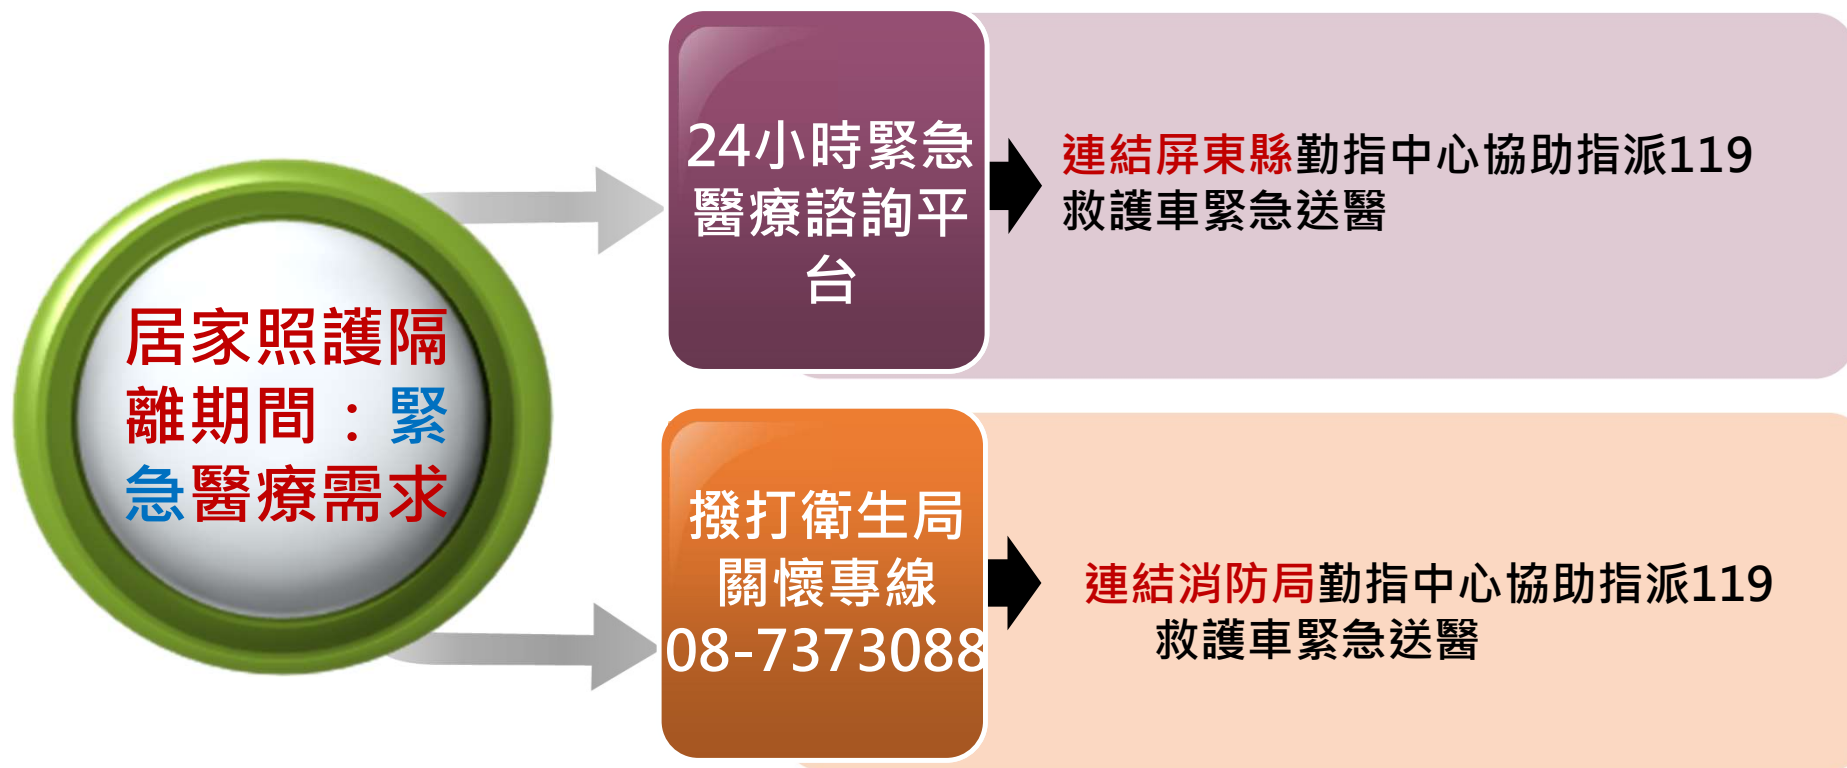 居家照護隔
離期間：緊
急醫療需求
24小時緊急
醫療諮詢平
台
連結屏東縣勤指中心協助指派119
救護車緊急送醫
撥打衛生局
關懷專線
08-7373088
連結消防局勤指中心協助指派119
救護車緊急送醫